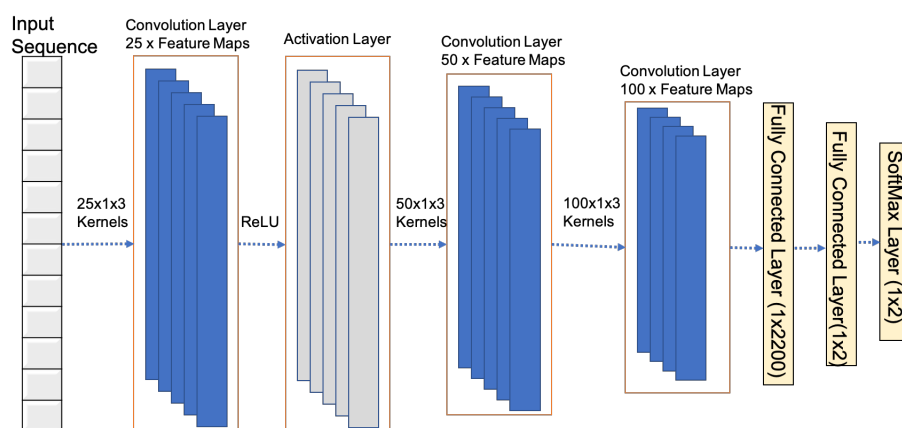 Input
Sequence
Convolution Layer
25 x Feature Maps
Activation Layer
Convolution Layer
50 x Feature Maps
Convolution Layer
100 x Feature Maps
25x1x3
Kernels
ReLU
50x1x3
Kernels
100x1x3
Kernels
Fully Connected Layer (1x2200)
Fully Connected Layer(1x2)
SoftMax Layer (1x2)